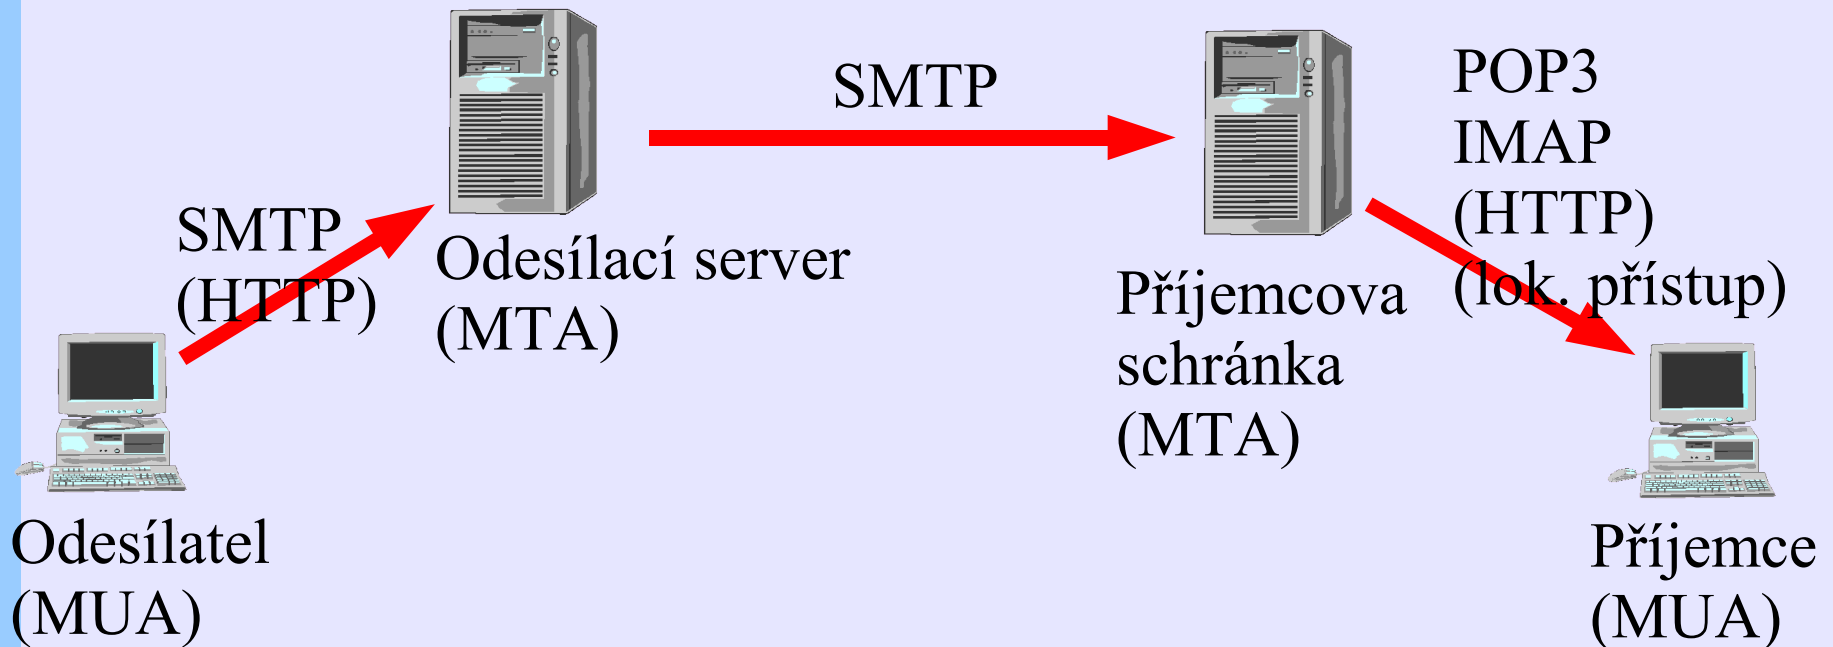 SMTP
(HTTP)
Odesílatel
(MUA)
Odesílací server
(MTA)
SMTP
Příjemcova
schránka
(MTA)
POP3
IMAP
(HTTP)
(lok. přístup)
Příjemce
(MUA)